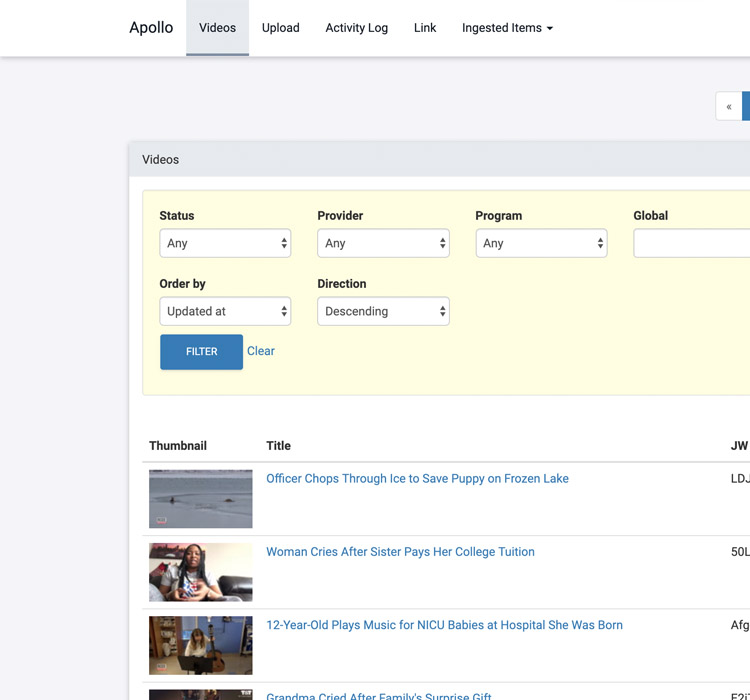 Apollo Videos Upload Activity Log Link Ingested Items
«
Videos
Status Provider Program Global
Any Any Any
Order by Direction
Updated at Descending
FILTER Clear
Thumbnail Title JW
Officer Chops Through Ice to Save Puppy on Frozen Lake LDJ
Woman Cries After Sister Pays Her College Tuition 50L
12-Year-Old Plays Music for NICU Babies at Hospital She Was Born Afg
Grandma Cried After Family's Surprise Gift